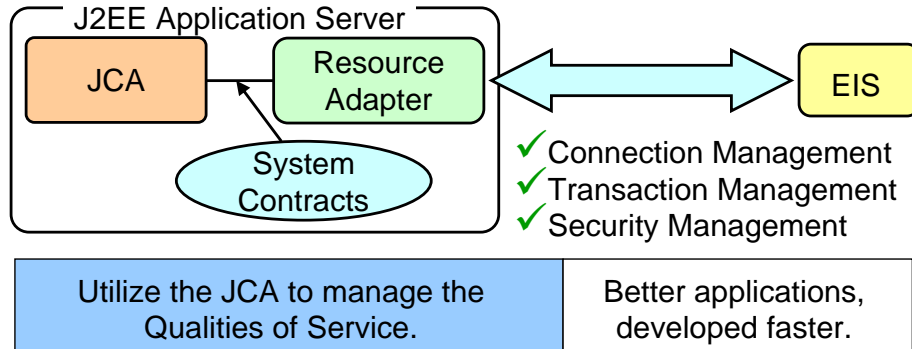 J2EE Application Server
JCA
Resource
Adapter
EIS
System
Contracts
Connection Management
Transaction Management
Security Management
Utilize the JCA to manage the
Qualities of Service.
Better applications,
developed faster.